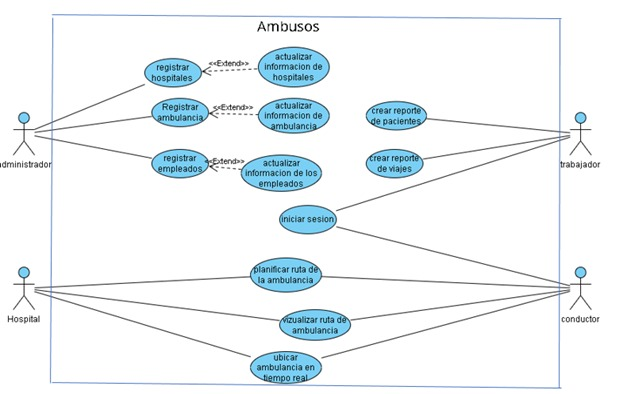 Ambusos
registrar
hospitales
<<Extend>>
actualizar
informacion de
hospitales
Registrar
ambulancia
<<Extend>>
actualizar
informacion de
ambulancia
crear reporte
de pacientes
administrador
trabajador
registrar
empleados
<<Extend>>
actualizar
informacion de los
empleados
crear reporte
de viajes
iniciar sesion
planificar ruta de
la ambulancia
Hospital
conductor
vizualizar ruta de
ambulancia
ubicar
ambulancia en
tiempo real